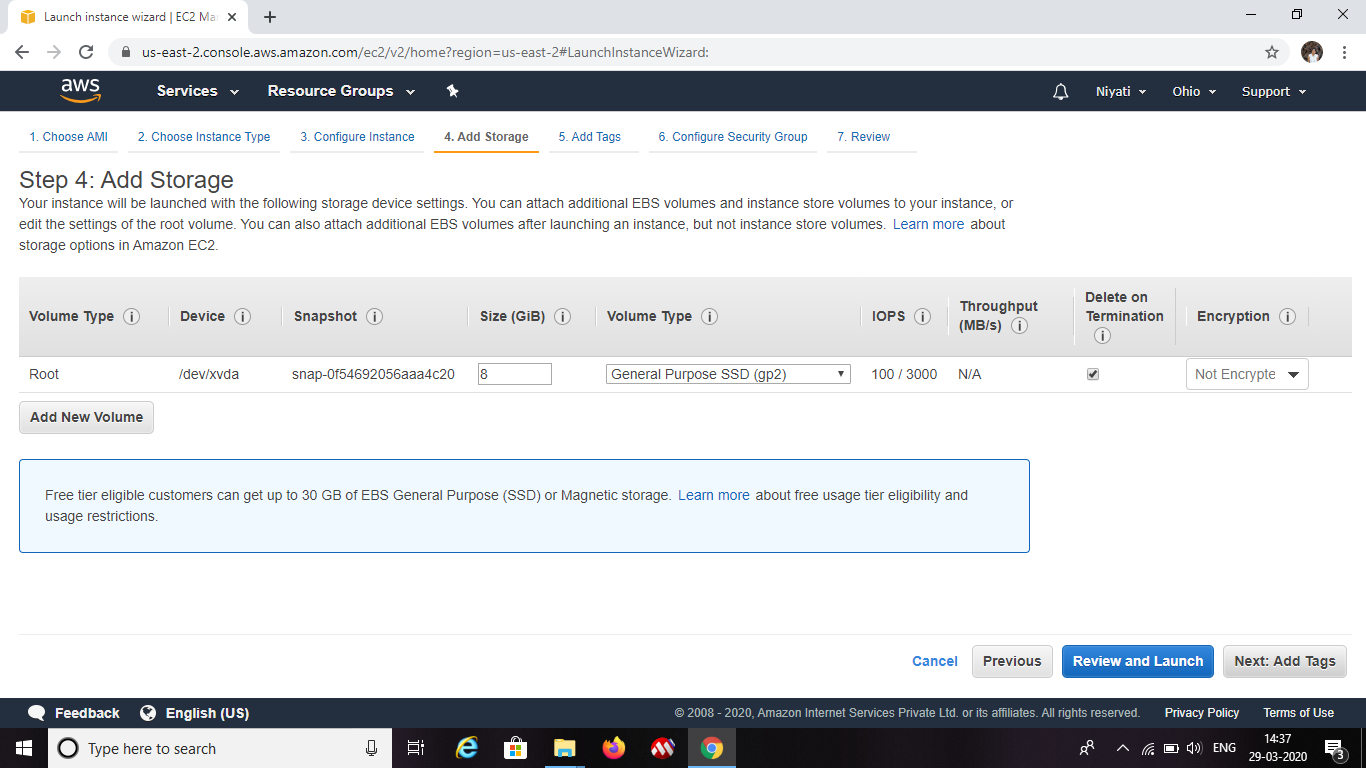 Launch instance wizard | EC2 Ma
us-east-2.console.aws.amazon.com/ec2/v2/home?region=us-east-2#LaunchInstanceWizard:
aws Services Resource Groups Niyati Ohio Support
1. Choose AMI 2. Choose Instance Type 3. Configure Instance 4. Add Storage 5. Add Tags 6. Configure Security Group 7. Review
Step 4: Add Storage
Your instance will be launched with the following storage device settings. You can attach additional EBS volumes and instance store volumes to your instance, or
edit the settings of the root volume. You can also attach additional EBS volumes after launching an instance, but not instance store volumes. Learn more about
storage options in Amazon EC2.
Volume Type i Device i Snapshot i Size (GiB) i Volume Type i IOPS i Throughput (MB/s) i Delete on Termination i Encryption i
Root /dev/xvda snap-0f54692056aaa4c20 8 General Purpose SSD (gp2) 100 / 3000 N/A Not Encrypte
Add New Volume
Free tier eligible customers can get up to 30 GB of EBS General Purpose (SSD) or Magnetic storage. Learn more about free usage tier eligibility and
usage restrictions.
Cancel Previous Review and Launch Next: Add Tags
Feedback English (US) © 2008 - 2020, Amazon Internet Services Private Ltd. or its affiliates. All rights reserved. Privacy Policy Terms of Use
Type here to search ENG 14:37
29-03-2020 3